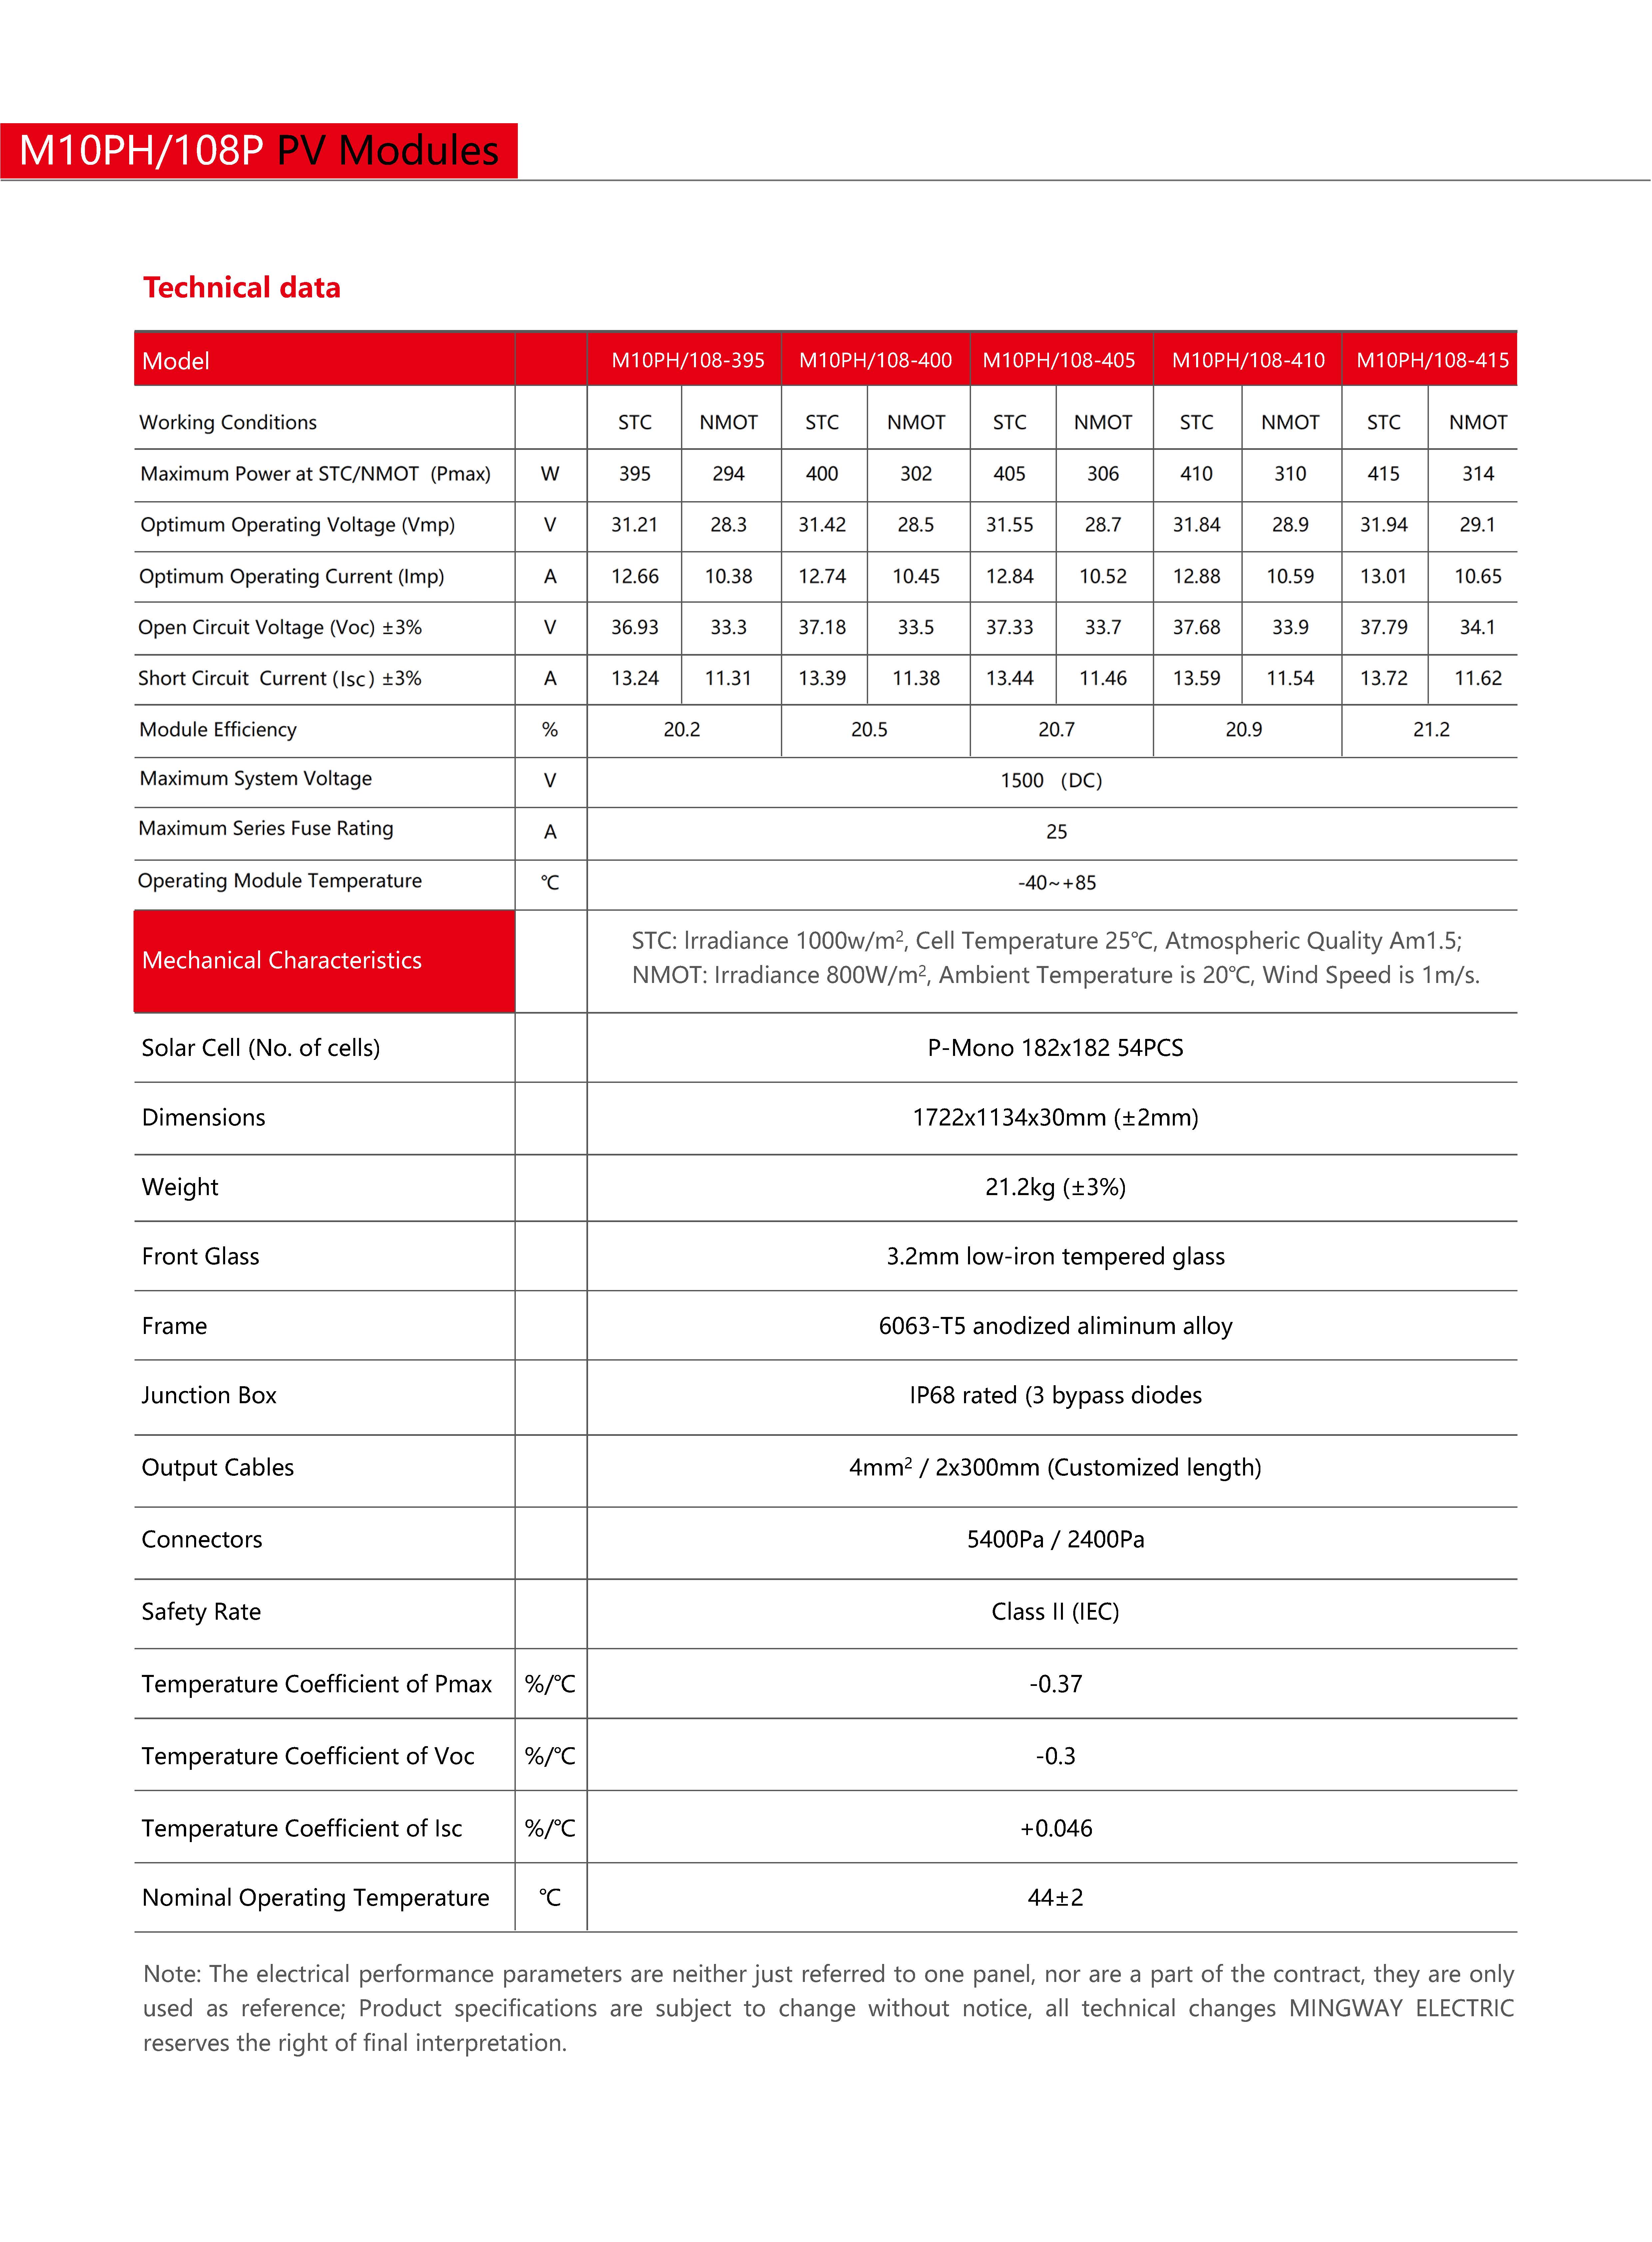 M10PH/108P PV Modules
Technical data
Model M10PH/108-395 M10PH/108-400 M10PH/108-405 M10PH/108-410 M10PH/108-415
Working Conditions STC NMOT STC NMOT STC NMOT STC NMOT STC NMOT
Maximum Power at STC/NMOT (Pmax) W 395 294 400 302 405 306 410 310 415 314
Optimum Operating Voltage (Vmp) V 31.21 28.3 31.42 28.5 31.55 28.7 31.84 28.9 31.94 29.1
Optimum Operating Current (Imp) A 12.66 10.38 12.74 10.45 12.84 10.52 12.88 10.59 13.01 10.65
Open Circuit Voltage (Voc) ±3% V 36.93 33.3 37.18 33.5 37.33 33.7 37.68 33.9 37.79 34.1
Short Circuit Current (Isc) ±3% A 13.24 11.31 13.39 11.38 13.44 11.46 13.59 11.54 13.72 11.62
Module Efficiency % 20.2 20.5 20.7 20.9 21.2
Maximum System Voltage V 1500 (DC)
Maximum Series Fuse Rating A 25
Operating Module Temperature ℃ -40~+85
Mechanical Characteristics
STC: lrradiance 1000w/m², Cell Temperature 25℃, Atmospheric Quality Am1.5;
NMOT: Irradiance 800W/m², Ambient Temperature is 20℃, Wind Speed is 1m/s.
Solar Cell (No. of cells) P-Mono 182x182 54PCS
Dimensions 1722x1134x30mm (±2mm)
Weight 21.2kg (±3%)
Front Glass 3.2mm low-iron tempered glass
Frame 6063-T5 anodized aliminum alloy
Junction Box IP68 rated (3 bypass diodes
Output Cables 4mm² / 2x300mm (Customized length)
Connectors 5400Pa / 2400Pa
Safety Rate Class II (IEC)
Temperature Coefficient of Pmax %/℃ -0.37
Temperature Coefficient of Voc %/℃ -0.3
Temperature Coefficient of Isc %/℃ +0.046
Nominal Operating Temperature ℃ 44±2
Note: The electrical performance parameters are neither just referred to one panel, nor are a part of the contract, they are only
used as reference; Product specifications are subject to change without notice, all technical changes MINGWAY ELECTRIC
reserves the right of final interpretation.